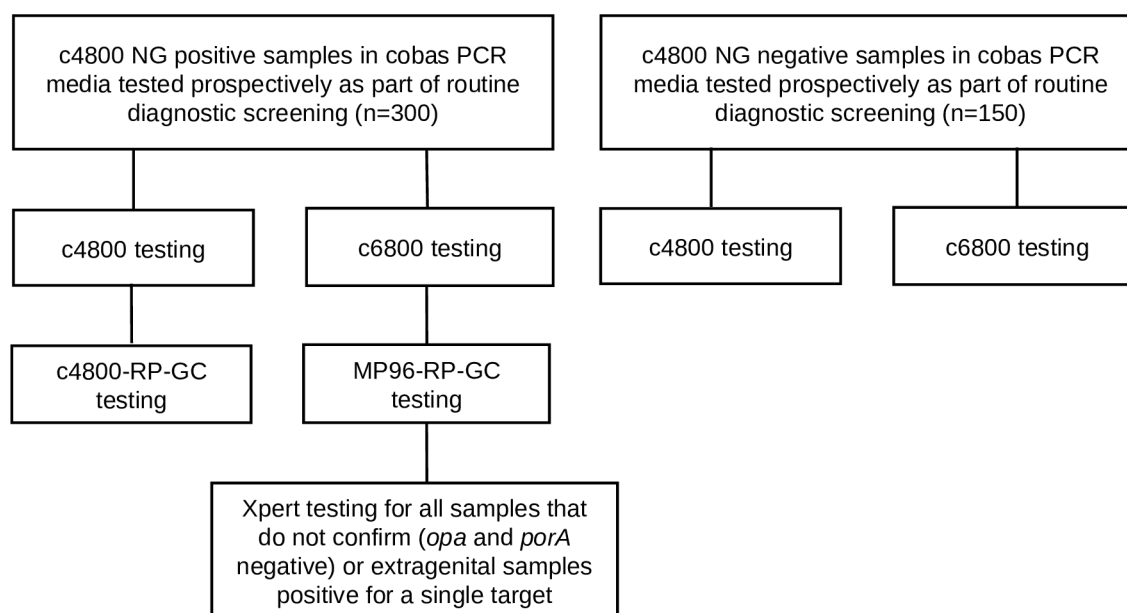 c4800 NG positive samples in cobas PCR
media tested prospectively as part of routine
diagnostic screening (n=300)
c4800 NG negative samples in cobas PCR
media tested prospectively as part of routine
diagnostic screening (n=150)
c4800 testing
c6800 testing
c4800 testing
c6800 testing
c4800-RP-GC
testing
MP96-RP-GC
testing
Xpert testing for all samples that
do not confirm (opa and porA
negative) or extragenital samples
positive for a single target